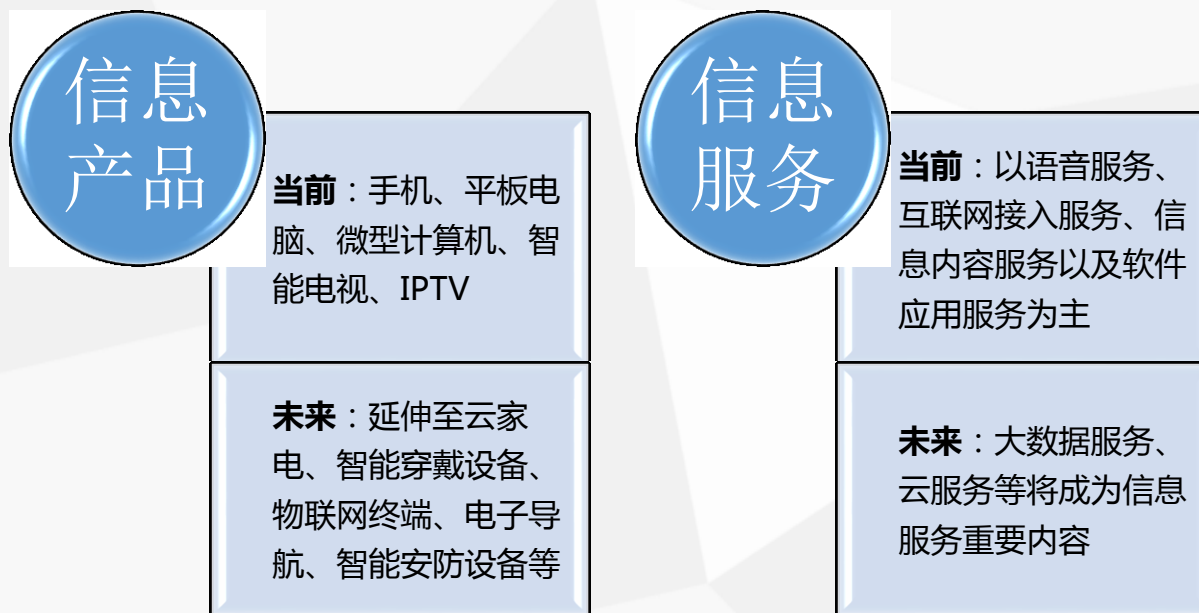 信息
产品
当前：手机、平板电
脑、微型计算机、智
能电视、IPTV
未来：延伸至云家
电、智能穿戴设备、
物联网终端、电子导
航、智能安防设备等
信息
服务
当前：以语音服务、
互联网接入服务、信
息内容服务以及软件
应用服务为主
未来：大数据服务、
云服务等将成为信息
服务重要内容